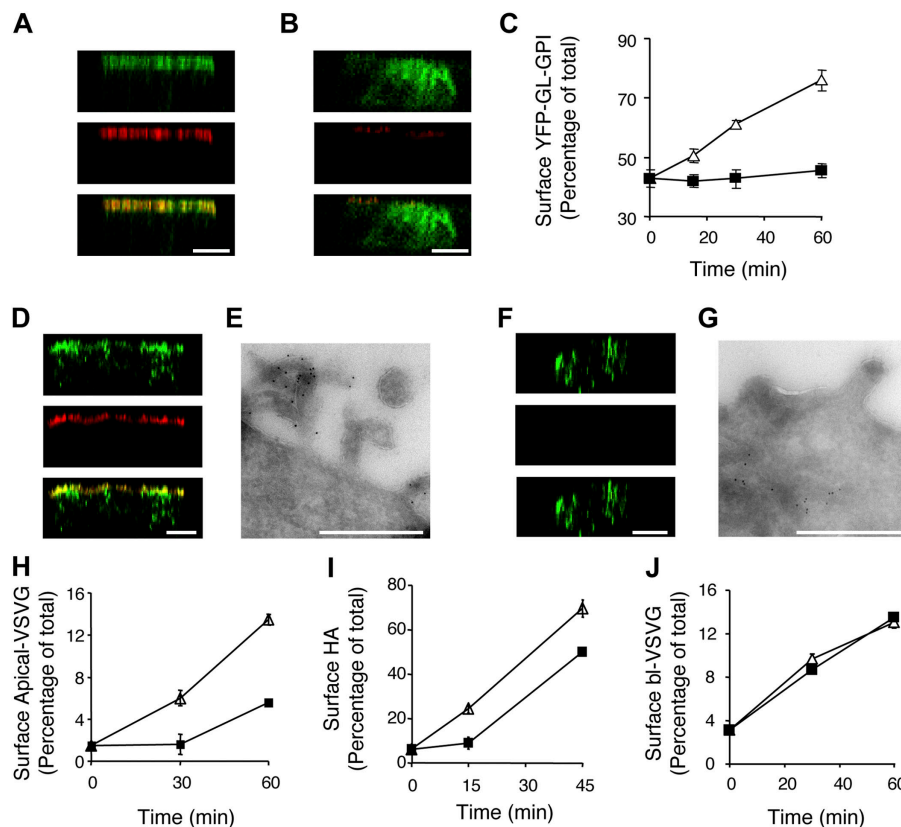 A
B
C
Surface YFP-GL-GPI
(Percentage of total)
90
70
50
30
0
20
40
60
Time (min)
D
E
F
G
H
Surface Apical-VSVG
(Percentage of total)
16
12
8
4
0
0
30
60
Time (min)
I
Surface HA
(Percentage of total)
80
60
40
20
0
0
15
30
45
Time (min)
J
Surface bl-VSVG
(Percentage of total)
16
12
8
4
0
0
20
40
60
Time (min)